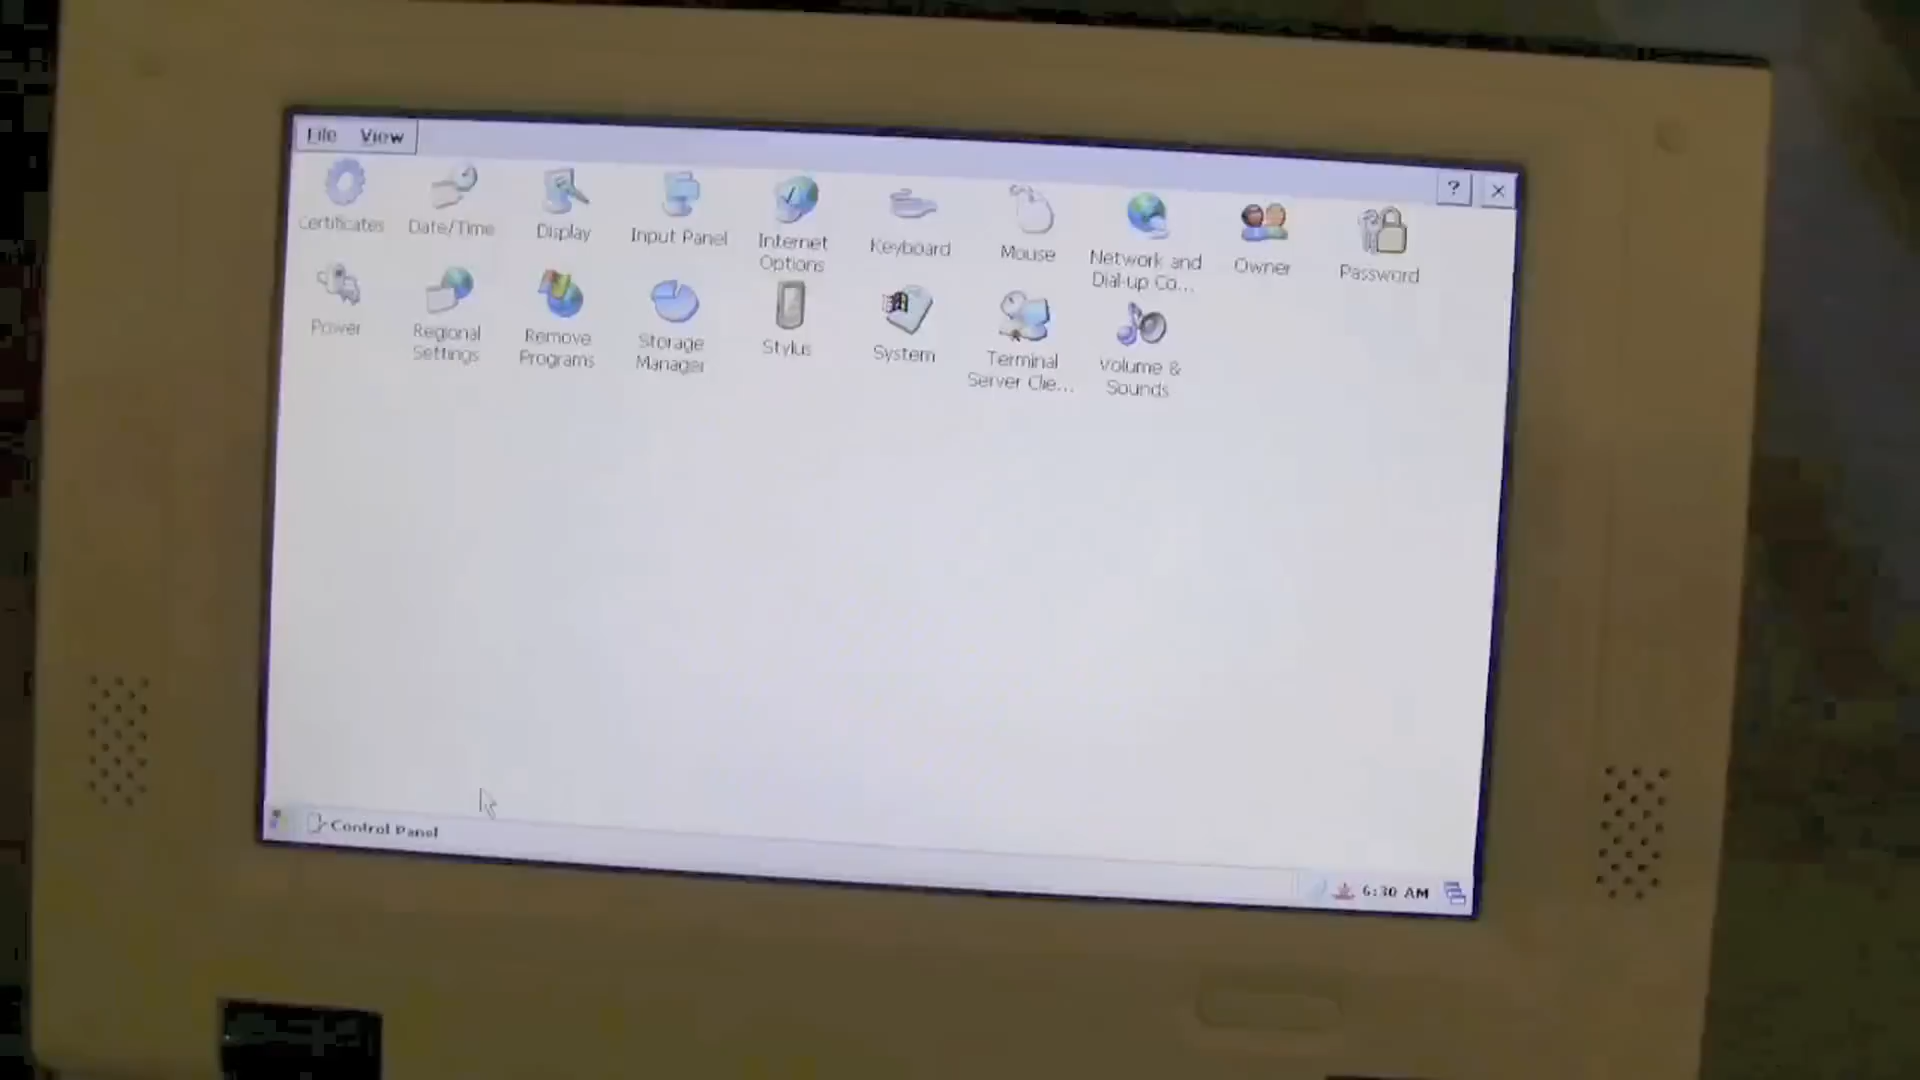 File View
? ×
Certificates Date/Time Display Input Panel Internet Options Keyboard Mouse Network and Dial-up Co... Owner Password
Power Regional Settings Remove Programs Storage Manager Stylus System Terminal Server Clie... Volume & Sounds
Control Panel
6:30 AM